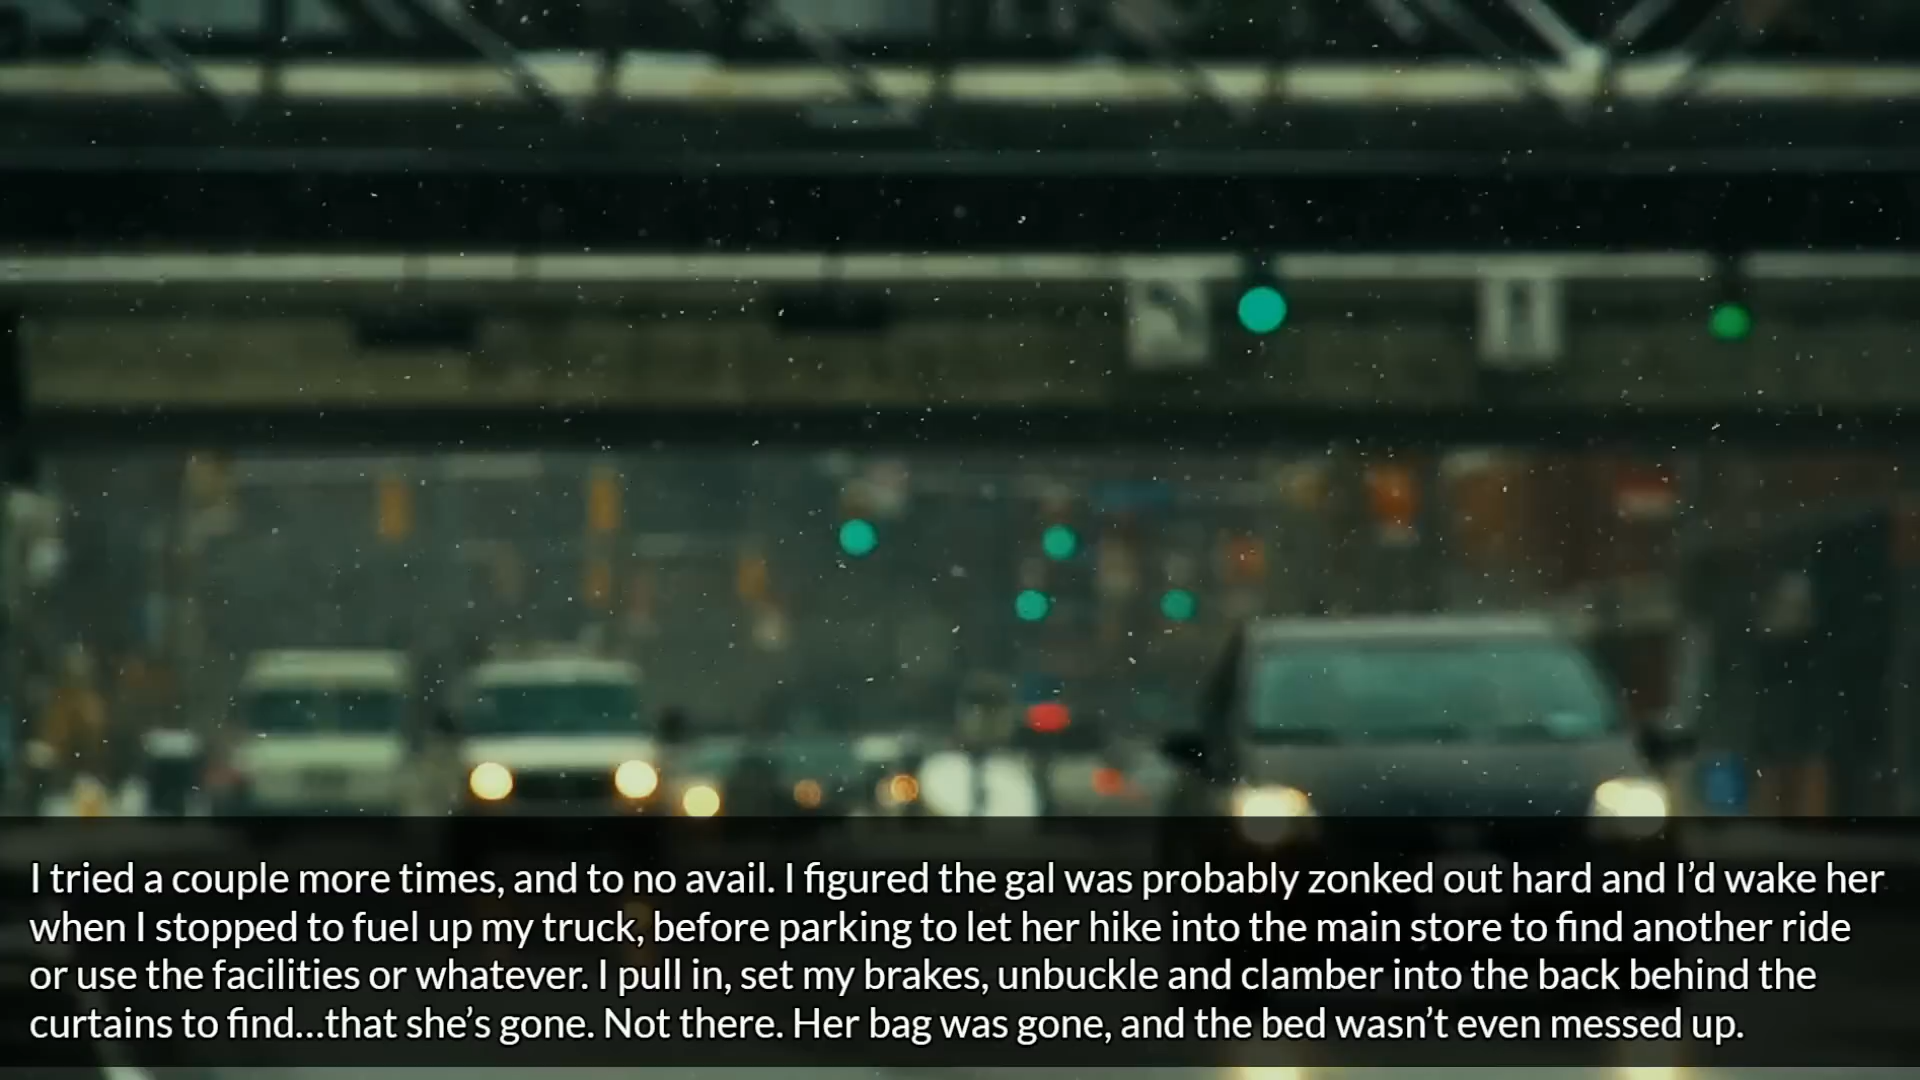 I tried a couple more times, and to no avail. I figured the gal was probably zonked out hard and I’d wake her
when I stopped to fuel up my truck, before parking to let her hike into the main store to find another ride
or use the facilities or whatever. I pull in, set my brakes, unbuckle and clamber into the back behind the
curtains to find...that she’s gone. Not there. Her bag was gone, and the bed wasn’t even messed up.